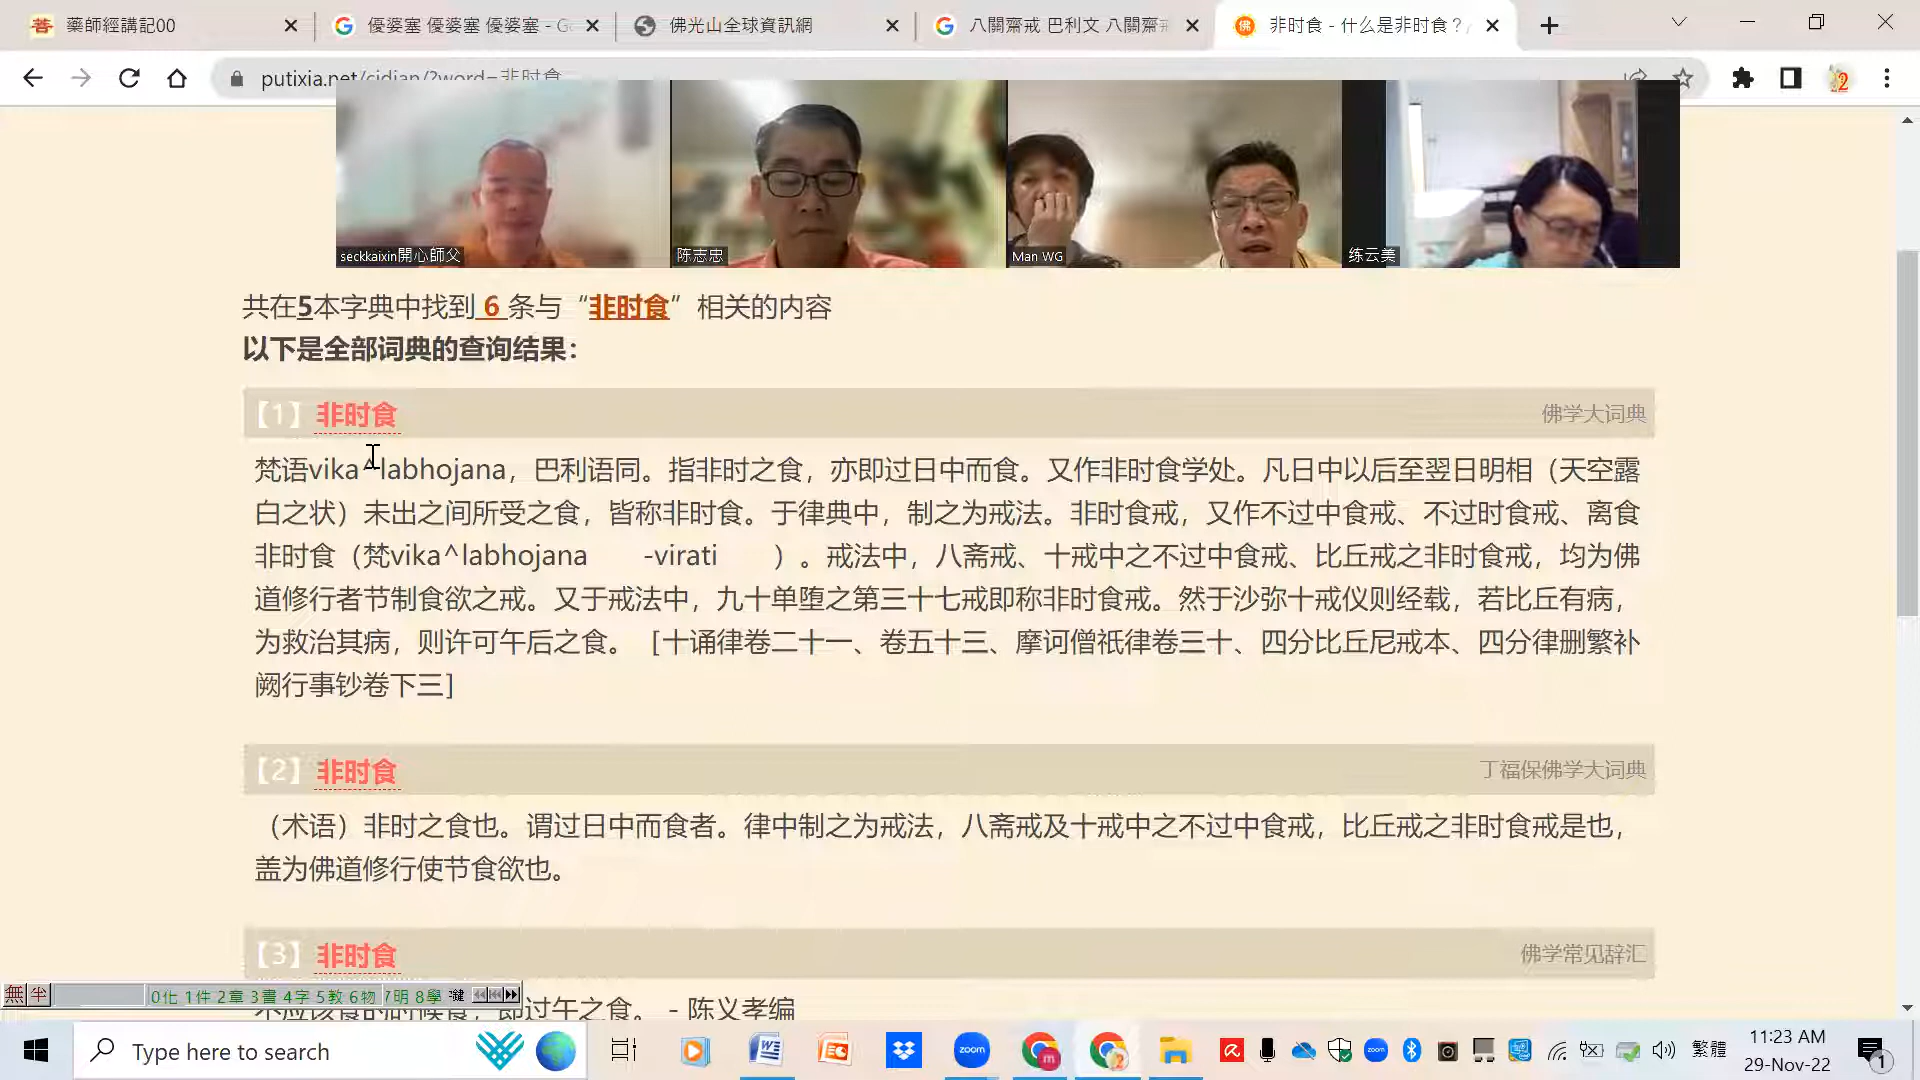 藥師經講記00
優婆塞 優婆塞 優婆塞 - G
佛光山全球資訊網
八關齋戒 巴利文 八關齋
非时食 - 什么是非时食？
putixia.net/cidian/?word=非时食
seckkaixin開心師父
陈志忠
Man WG
练云美
共在5本字典中找到 6 条与“非时食”相关的内容
以下是全部词典的查询结果：
【1】 非时食
佛学大词典
梵语vika^labhojana，巴利语同。指非时之食，亦即过日中而食。又作非时食学处。凡日中以后至翌日明相（天空露
白之状）未出之间所受之食，皆称非时食。于律典中，制之为戒法。非时食戒，又作不过中食戒、不过时食戒、离食
非时食（梵vika^labhojana -virati ）。戒法中，八斋戒、十戒中之不过中食戒、比丘戒之非时食戒，均为佛
道修行者节制食欲之戒。又于戒法中，九十单堕之第三十七戒即称非时食戒。然于沙弥十戒仪则经载，若比丘有病，
为救治其病，则许可午后之食。 [十诵律卷二十一、卷五十三、摩诃僧祇律卷三十、四分比丘尼戒本、四分律删繁补
阙行事钞卷下三]
【2】 非时食
丁福保佛学大词典
（术语）非时之食也。谓过日中而食者。律中制之为戒法，八斋戒及十戒中之不过中食戒，比丘戒之非时食戒是也，
盖为佛道修行使节食欲也。
【3】 非时食
佛学常见辞汇
不应该食的时候食，即过午之食。 - 陈义孝编
無 半 0化 1件 2章 3書 4字 5教 6物 7明 8學
Type here to search
zoom
zoom
繁體
11:23 AM
29-Nov-22
1